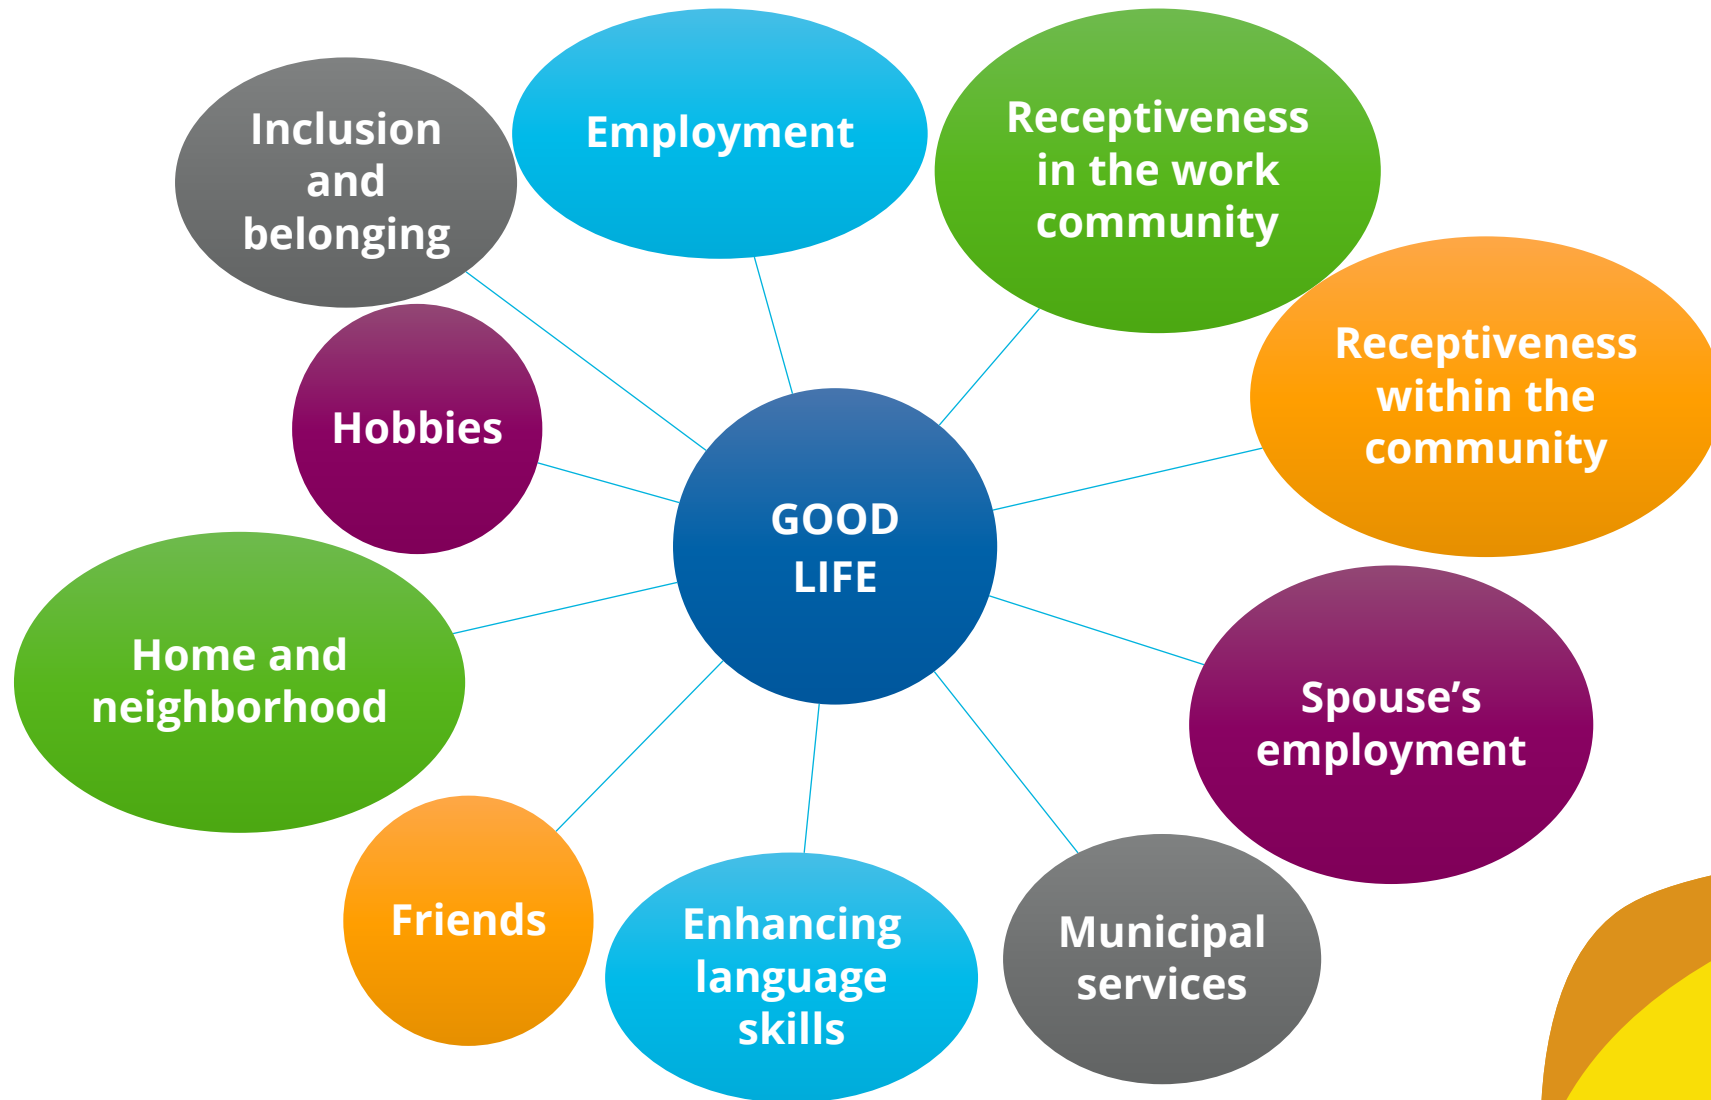 Inclusion
and
belonging
Employment
Receptiveness
in the work
community
Receptiveness
within the
community
Hobbies
GOOD
LIFE
Home and
neighborhood
Spouse’s
employment
Friends
Enhancing
language
skills
Municipal
services